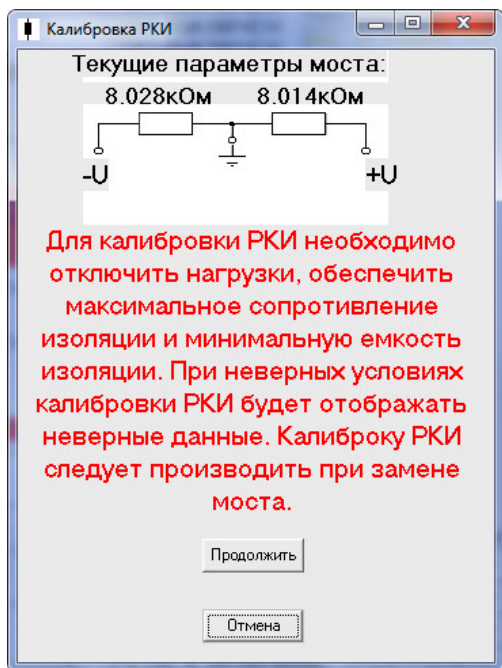 Калибровка РКИ
Текущие параметры моста:
8.028кОм 8.014кОм
-U +U
Для калибровки РКИ необходимо
отключить нагрузки, обеспечить
максимальное сопротивление
изоляции и минимальную емкость
изоляции. При неверных условиях
калибровки РКИ будет отображать
неверные данные. Калиброку РКИ
следует производить при замене
моста.
Продолжить
Отмена